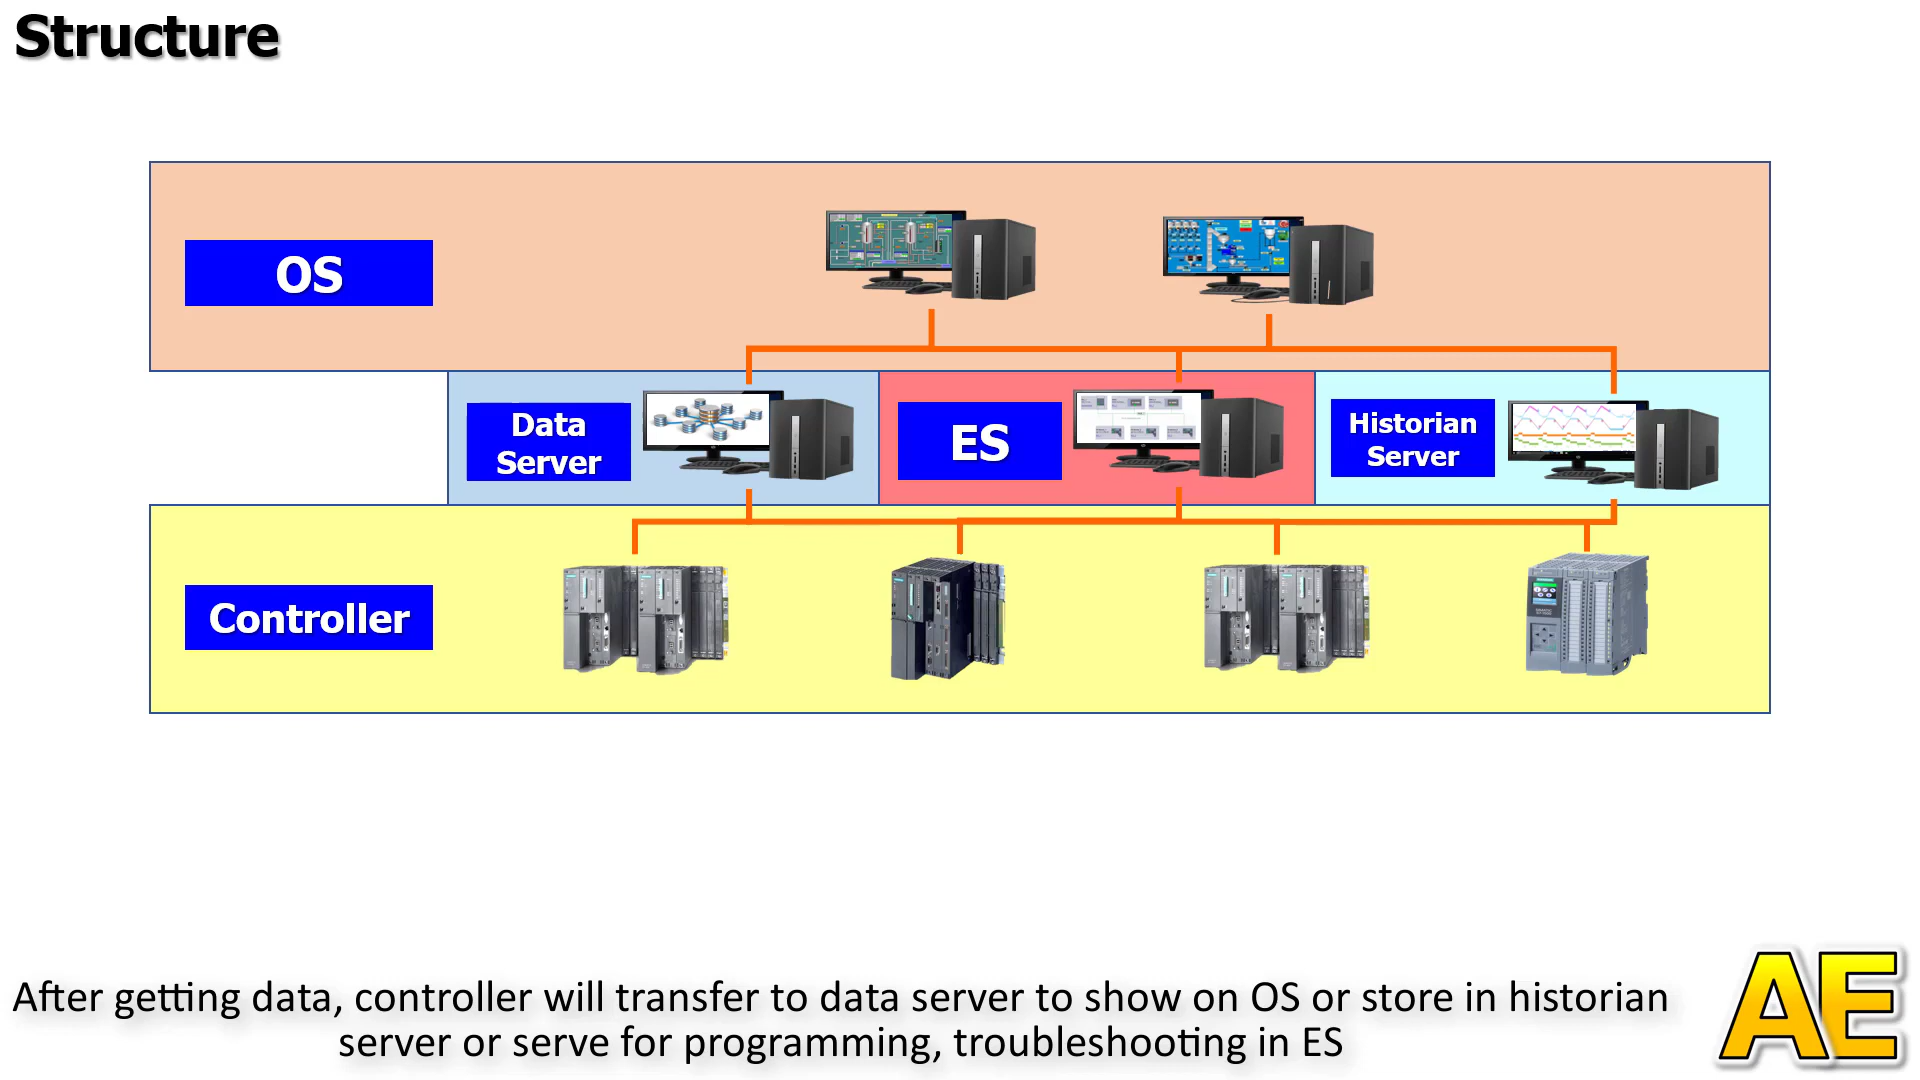 Structure
OS
Data
Server
ES
Historian
Server
Controller
After getting data, controller will transfer to data server to show on OS or store in historian
server or serve for programming, troubleshooting in ES
AE